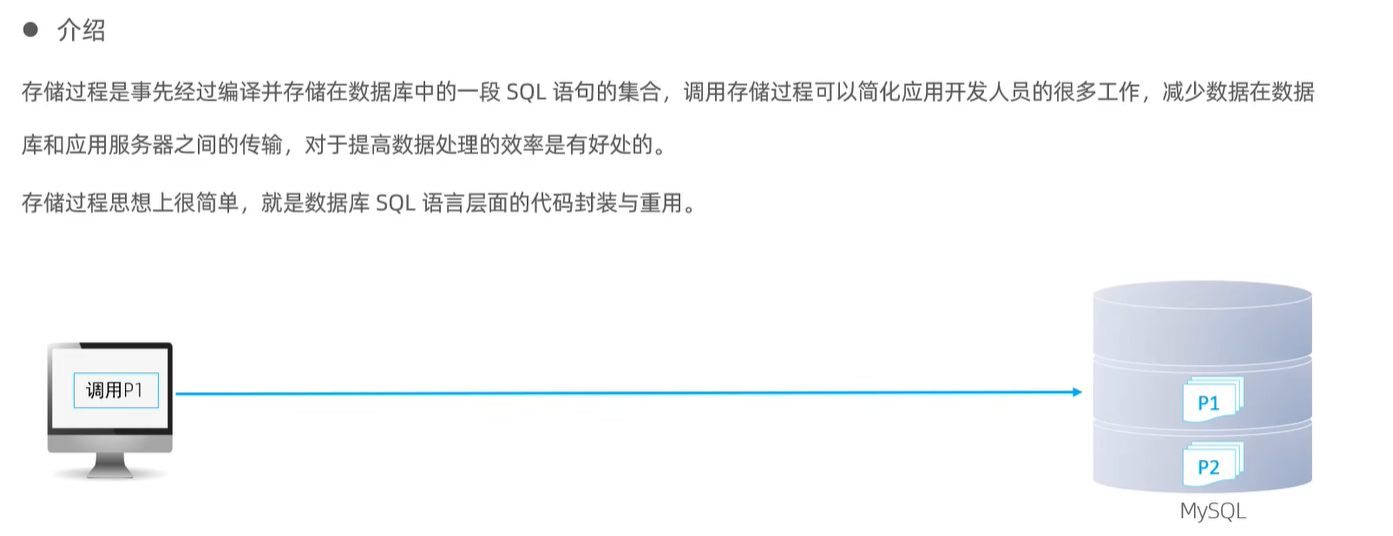 ● 介绍
存储过程是事先经过编译并存储在数据库中的一段 SQL 语句的集合，调用存储过程可以简化应用开发人员的很多工作，减少数据在数据
库和应用服务器之间的传输，对于提高数据处理的效率是有好处的。
存储过程思想上很简单，就是数据库 SQL 语言层面的代码封装与重用。
调用P1
P1
P2
MySQL